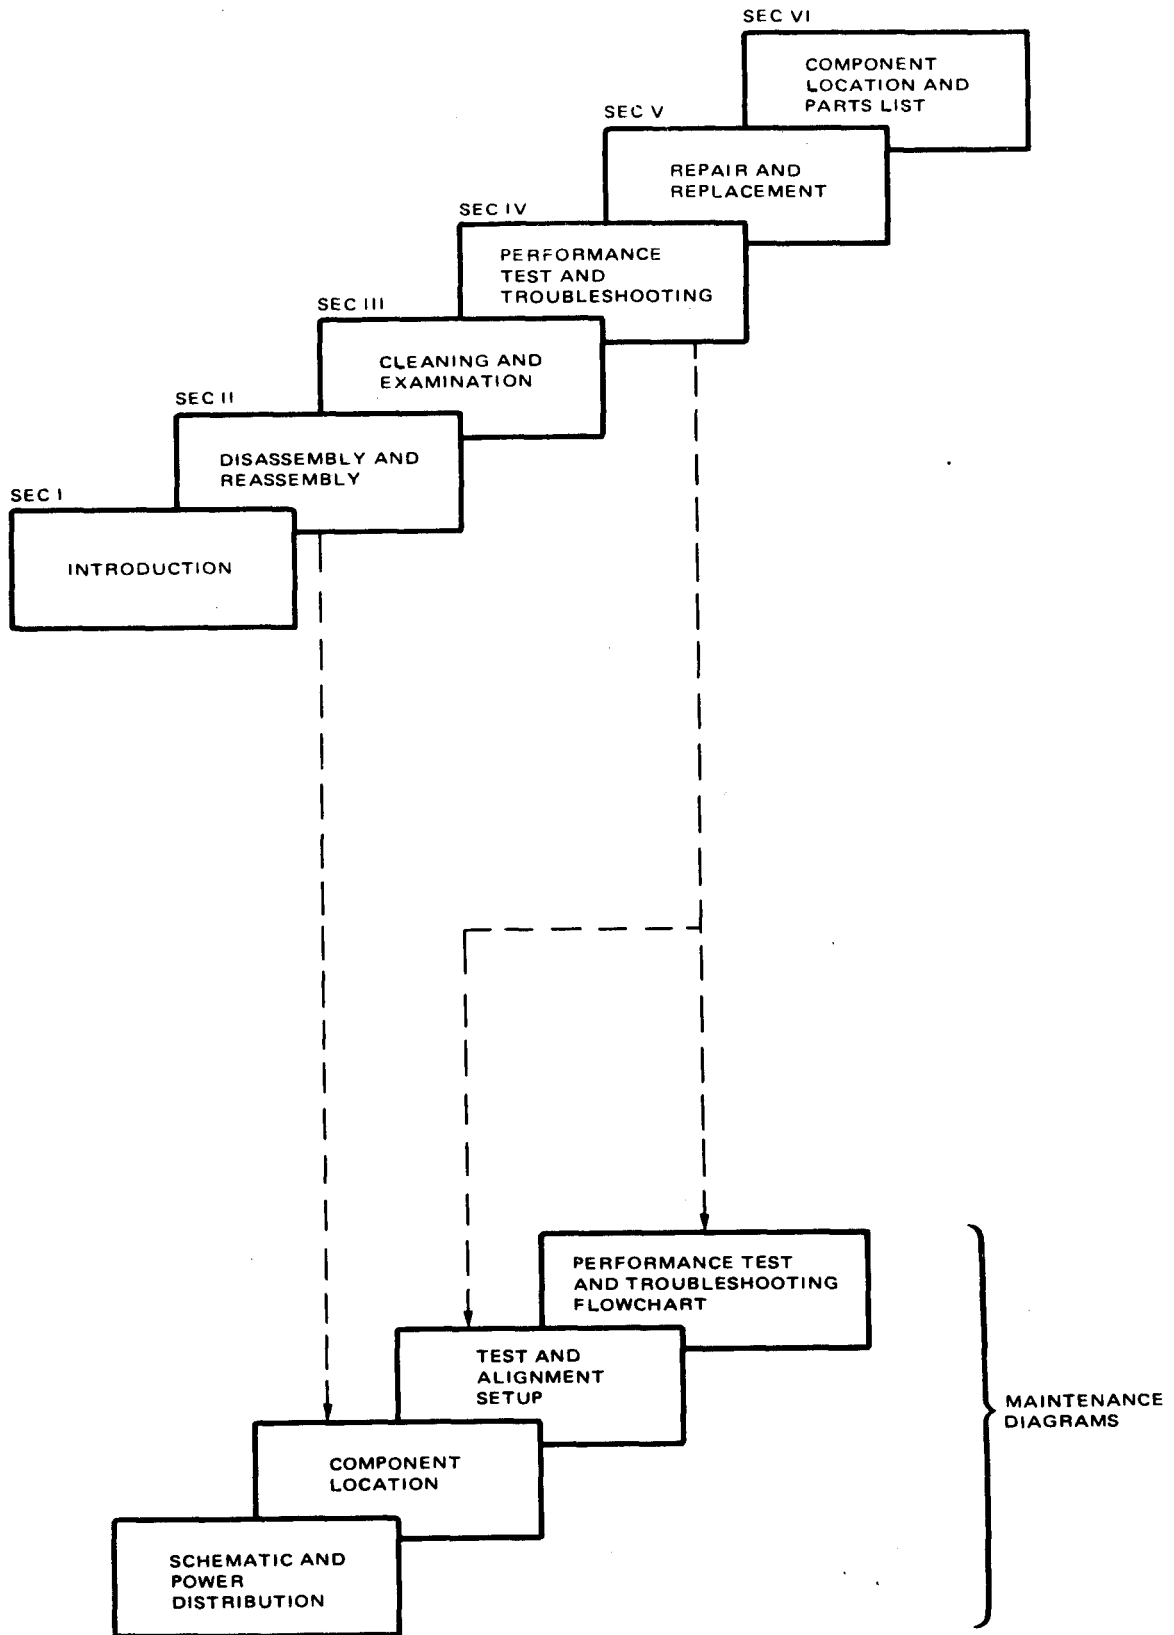 SEC VI
COMPONENT
LOCATION AND
PARTS LIST
SEC V
REPAIR AND
REPLACEMENT
SEC IV
PERFORMANCE
TEST AND
TROUBLESHOOTING
SEC III
CLEANING AND
EXAMINATION
SEC II
DISASSEMBLY AND
REASSEMBLY
SEC I
INTRODUCTION
PERFORMANCE TEST
AND TROUBLESHOOTING
FLOWCHART
TEST AND
ALIGNMENT
SETUP
MAINTENANCE
DIAGRAMS
COMPONENT
LOCATION
SCHEMATIC AND
POWER
DISTRIBUTION